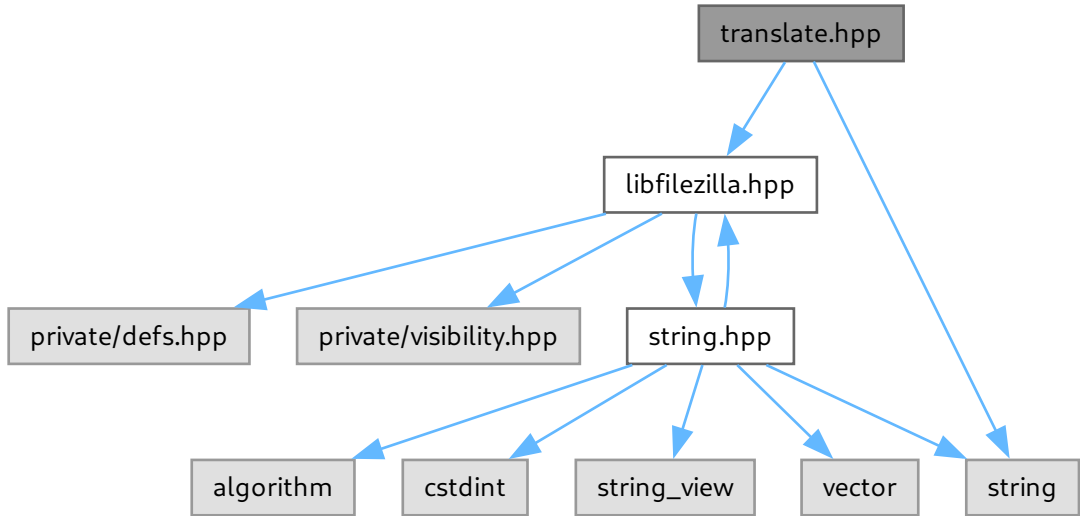 translate.hpp
libfilezilla.hpp
private/defs.hpp
private/visibility.hpp
string.hpp
algorithm
cstdint
string_view
vector
string